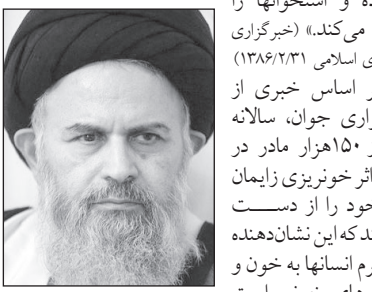 ده و استخوانها را
می‌کند.» (خبرگزاری
ی اسلامی ۱۳۸۶/۲/۳۱)
ر اساس خبری از
زاری جوان، سالانه
ر ۱۵۰هزار مادر در
اثر خونریزی زایمان
خود را از دست
ند که این نشان‌دهنده
رم انسانها به خون و